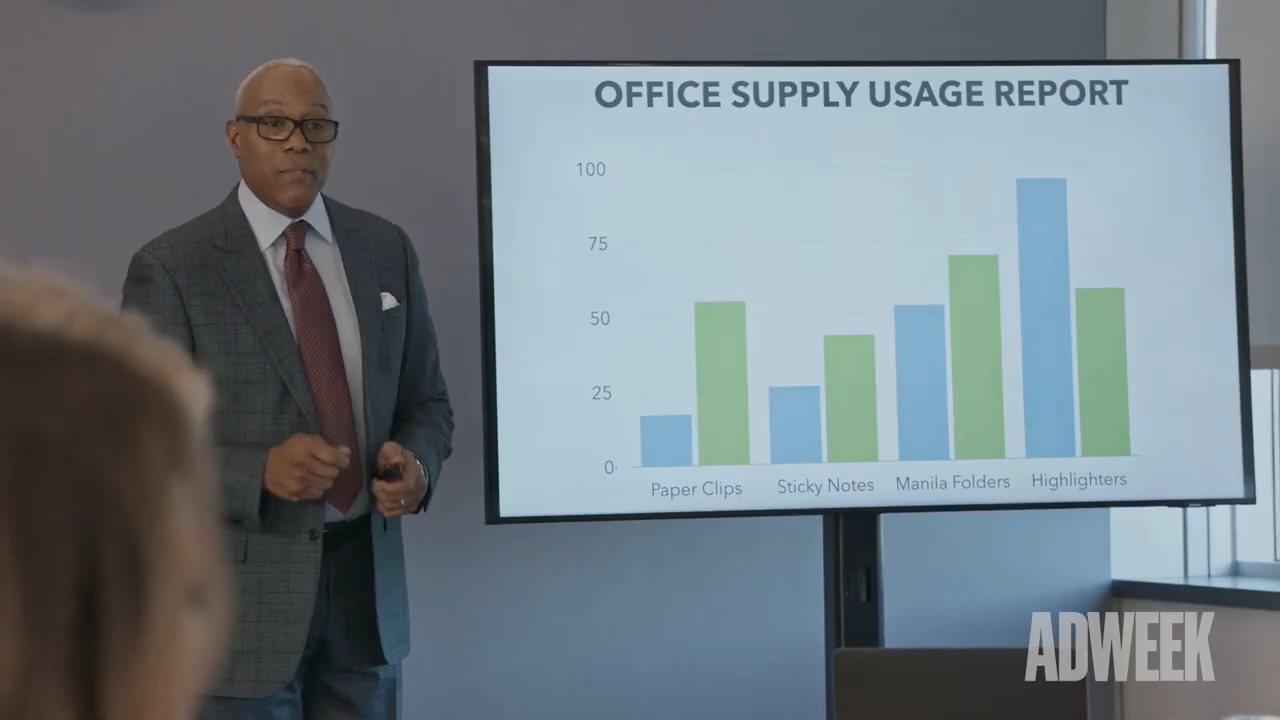 OFFICE SUPPLY USAGE REPORT
100
75
50
25
0
Paper Clips
Sticky Notes
Manila Folders
Highlighters
ADWEEK